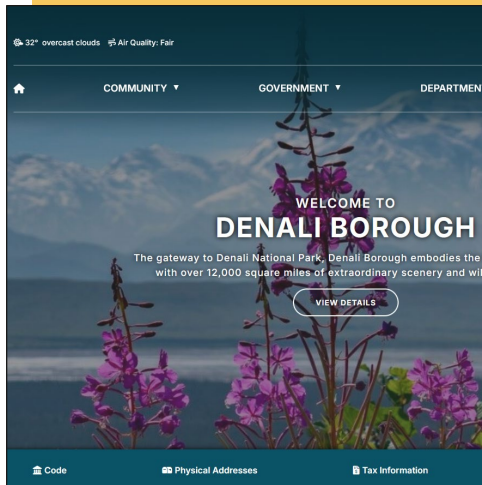 32° overcast clouds Air Quality: Fair
COMMUNITY ▼ GOVERNMENT ▼ DEPARTMEN
WELCOME TO
DENALI BOROUGH
The gateway to Denali National Park, Denali Borough embodies the
with over 12,000 square miles of extraordinary scenery and wil
VIEW DETAILS
Code Physical Addresses Tax Information